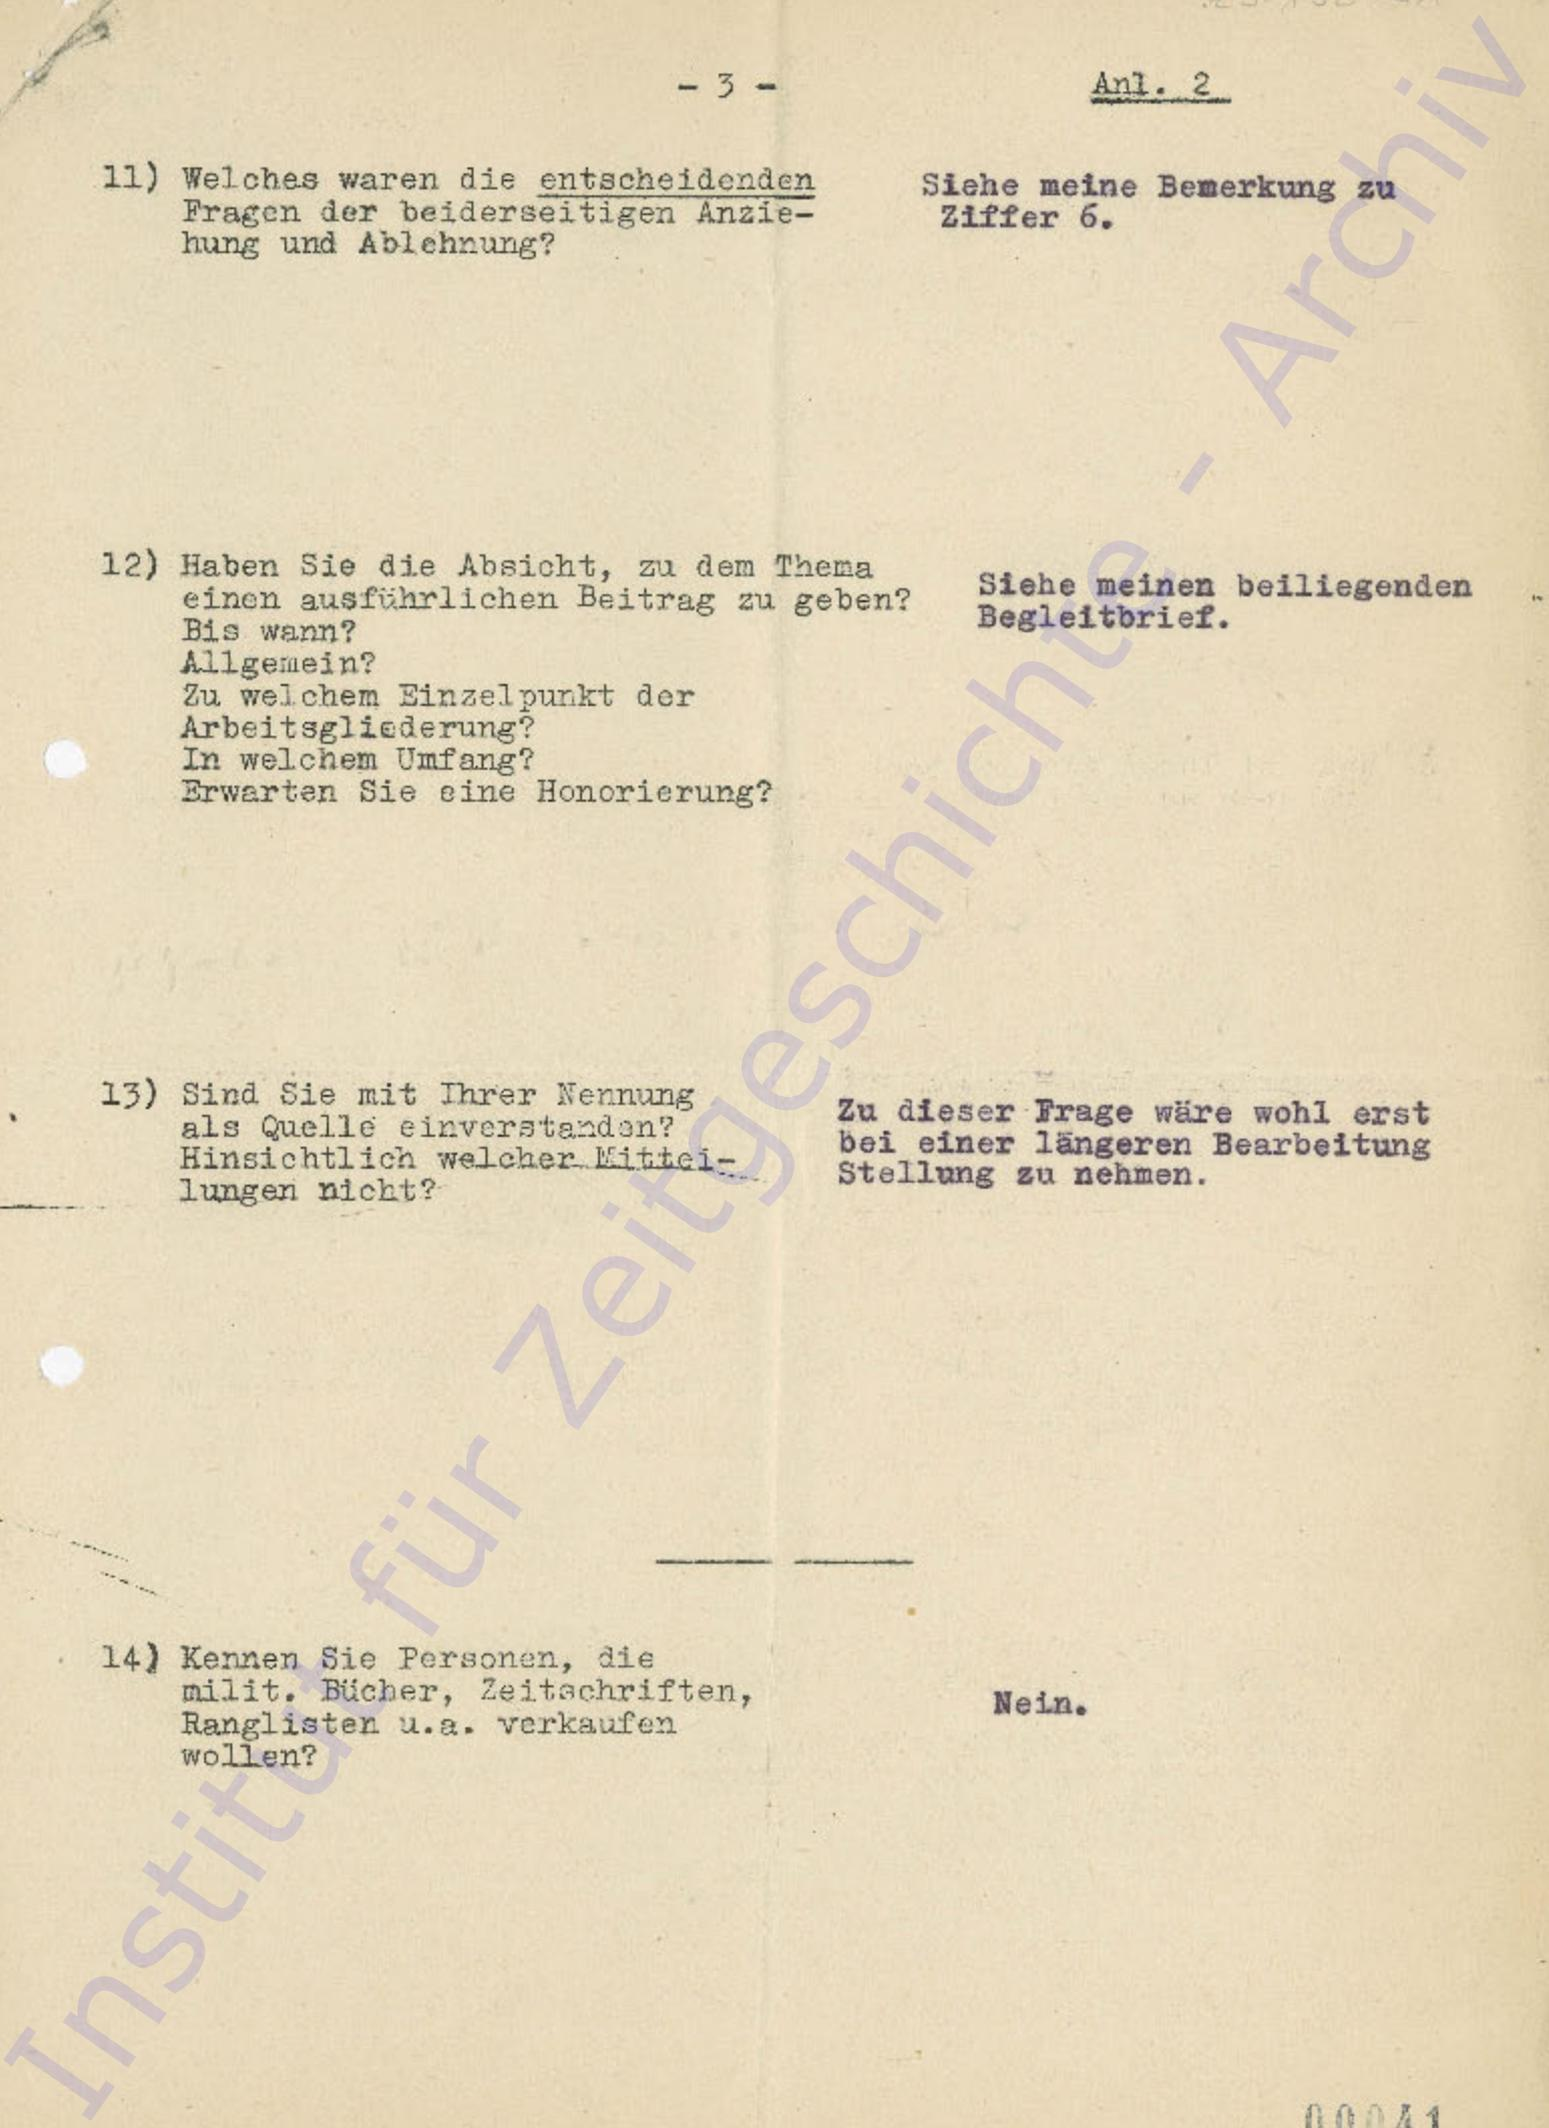 - 3 -
Anl. 2
11) Welches waren die entscheidenden
Fragen der beiderseitigen Anzie-
hung und Ablehnung?
Siehe meine Bemerkung zu
Ziffer 6.
12) Haben Sie die Absicht, zu dem Thema
einen ausführlichen Beitrag zu geben?
Bis wann?
Allgemein?
Zu welchem Einzelpunkt der
Arbeitsgliederung?
In welchem Umfang?
Erwarten Sie eine Honorierung?
Siehe meinen beiliegenden
Begleitbrief.
13) Sind Sie mit Ihrer Nennung
als Quelle einverstanden?
Hinsichtlich welcher Mittei-
lungen nicht?
Zu dieser Frage wäre wohl erst
bei einer längeren Bearbeitung
Stellung zu nehmen.
14) Kennen Sie Personen, die
milit. Bücher, Zeitschriften,
Ranglisten u.a. verkaufen
wollen?
Nein.
00041
Institut für Zeitgeschichte - Archiv